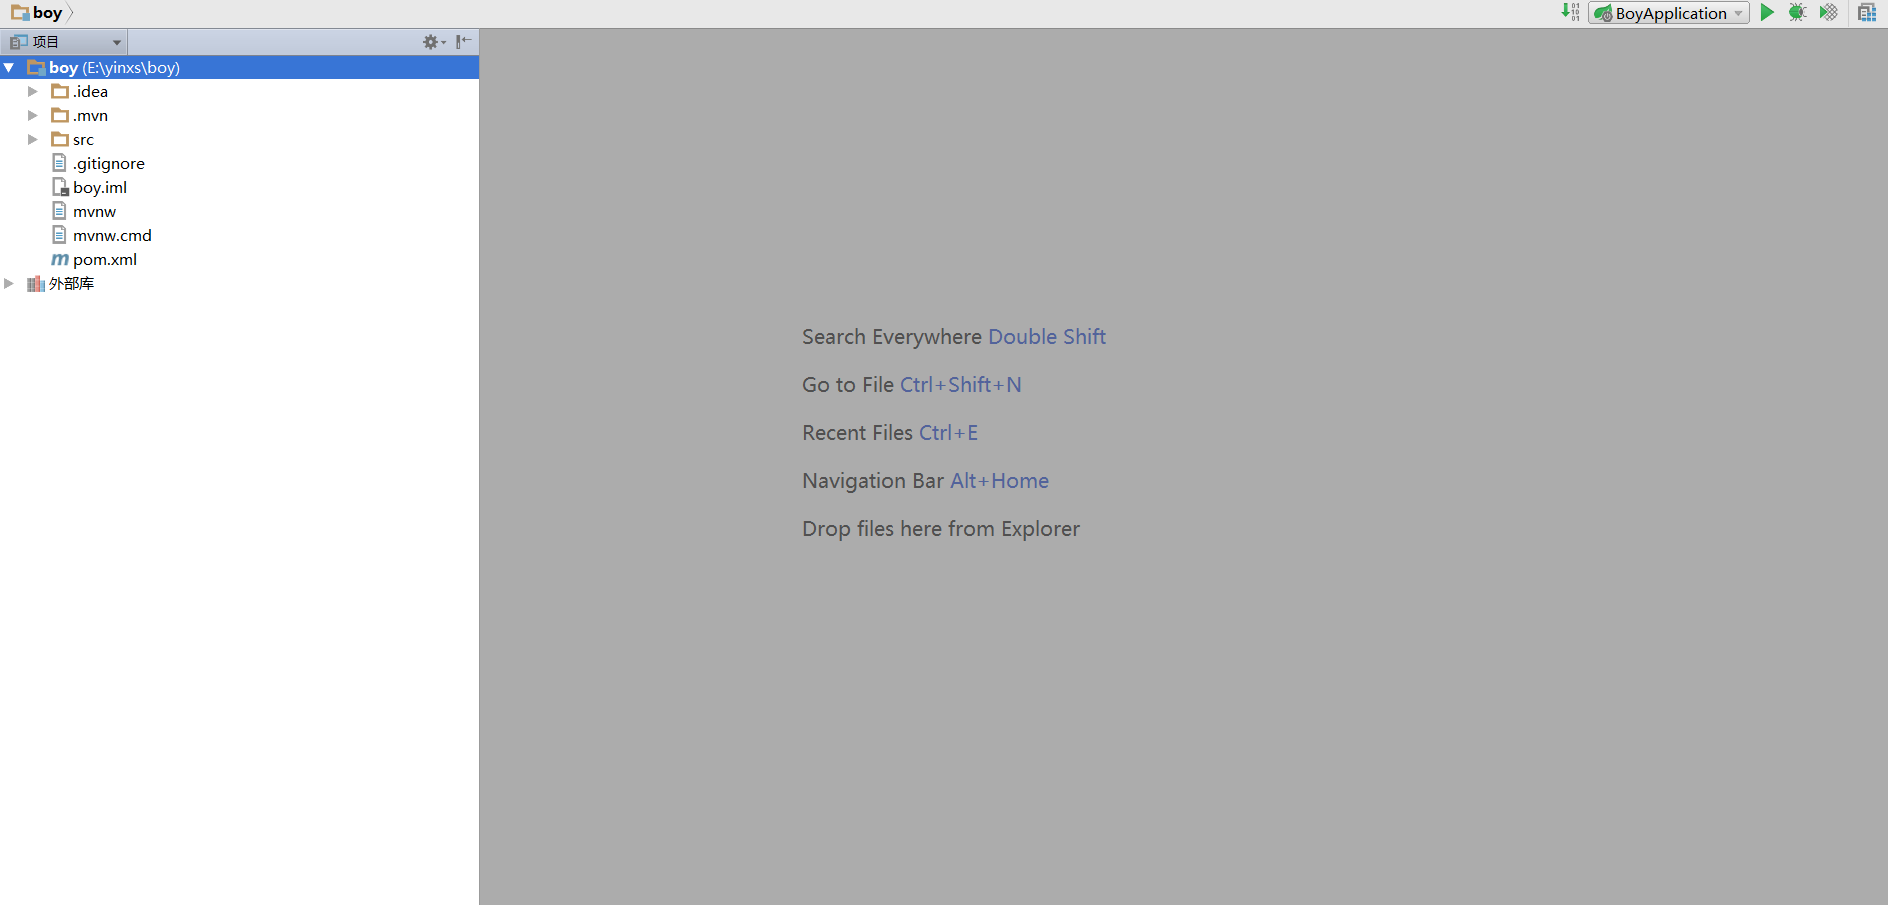 boy
BoyApplication
项目
boy (E:\yinxs\boy)
.idea
.mvn
src
.gitignore
boy.iml
mvnw
mvnw.cmd
pom.xml
外部库
Search Everywhere Double Shift
Go to File Ctrl+Shift+N
Recent Files Ctrl+E
Navigation Bar Alt+Home
Drop files here from Explorer